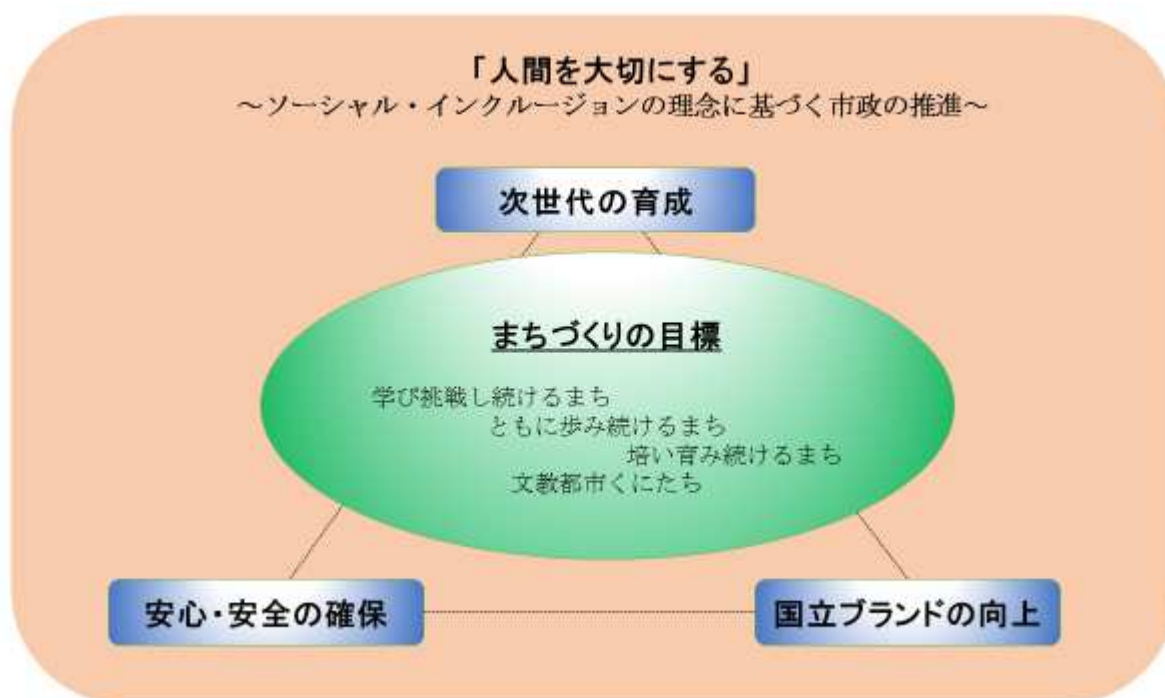 「人間を大切にする」
～ソーシャル・インクルージョンの理念に基づく市政の推進～
次世代の育成
まちづくりの目標
学び挑戦し続けるまち
ともに歩み続けるまち
培い育み続けるまち
文教都市くにたち
安心・安全の確保
国立ブランドの向上